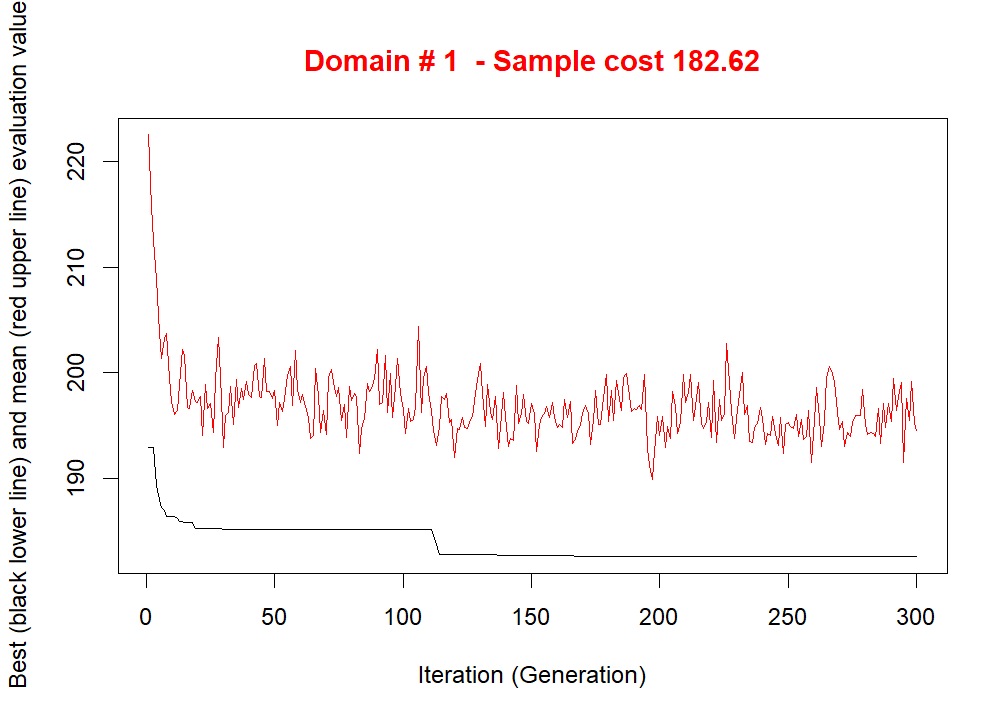 Domain # 1  - Sample cost 182.62
Best (black lower line) and mean (red upper line) evaluation value
220
210
200
190
0 50 100 150 200 250 300
Iteration (Generation)